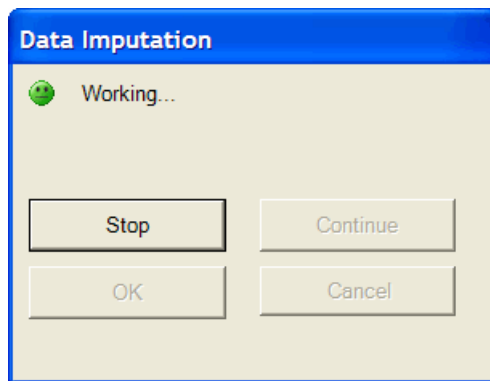 Data Imputation
Working...
Stop
Continue
OK
Cancel